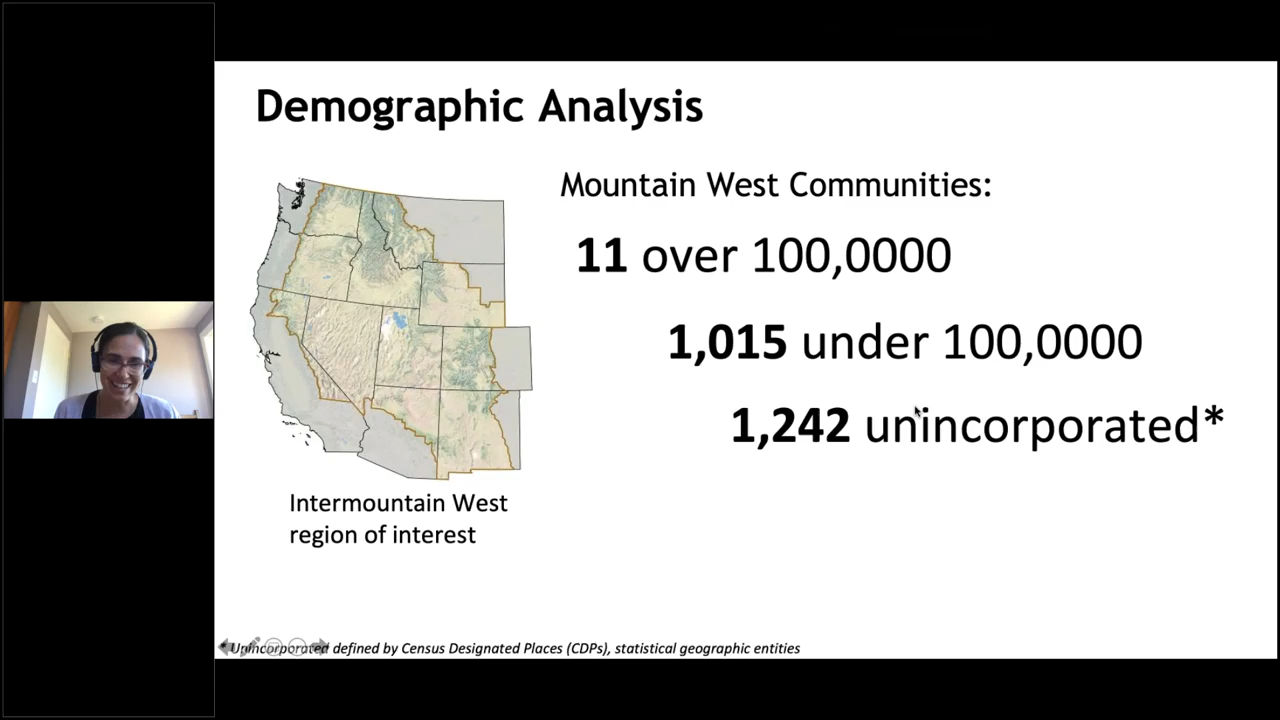 Demographic Analysis
Mountain West Communities:
11 over 100,0000
1,015 under 100,0000
1,242 unincorporated*
Intermountain West
region of interest
* Unincorporated defined by Census Designated Places (CDPs), statistical geographic entities